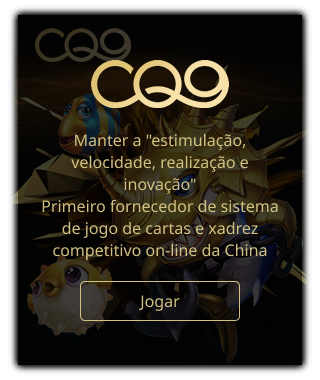 CQ9
CQ9
Manter a "estimulação,
velocidade, realização e
inovação"
Primeiro fornecedor de sistema
de jogo de cartas e xadrez
competitivo on-line da China
Jogar